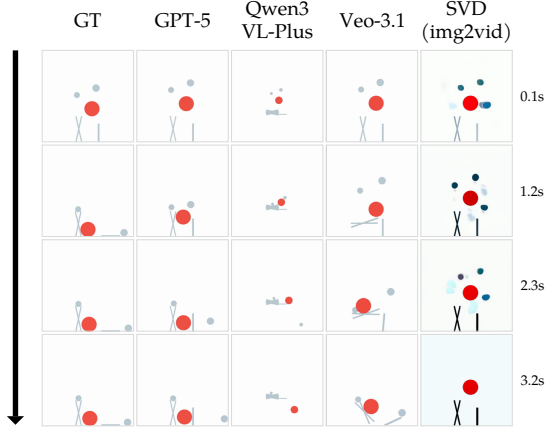 GT
GPT-5
Qwen3
VL-Plus
Veo-3.1
SVD
(img2vid)
0.1s
1.2s
2.3s
3.2s